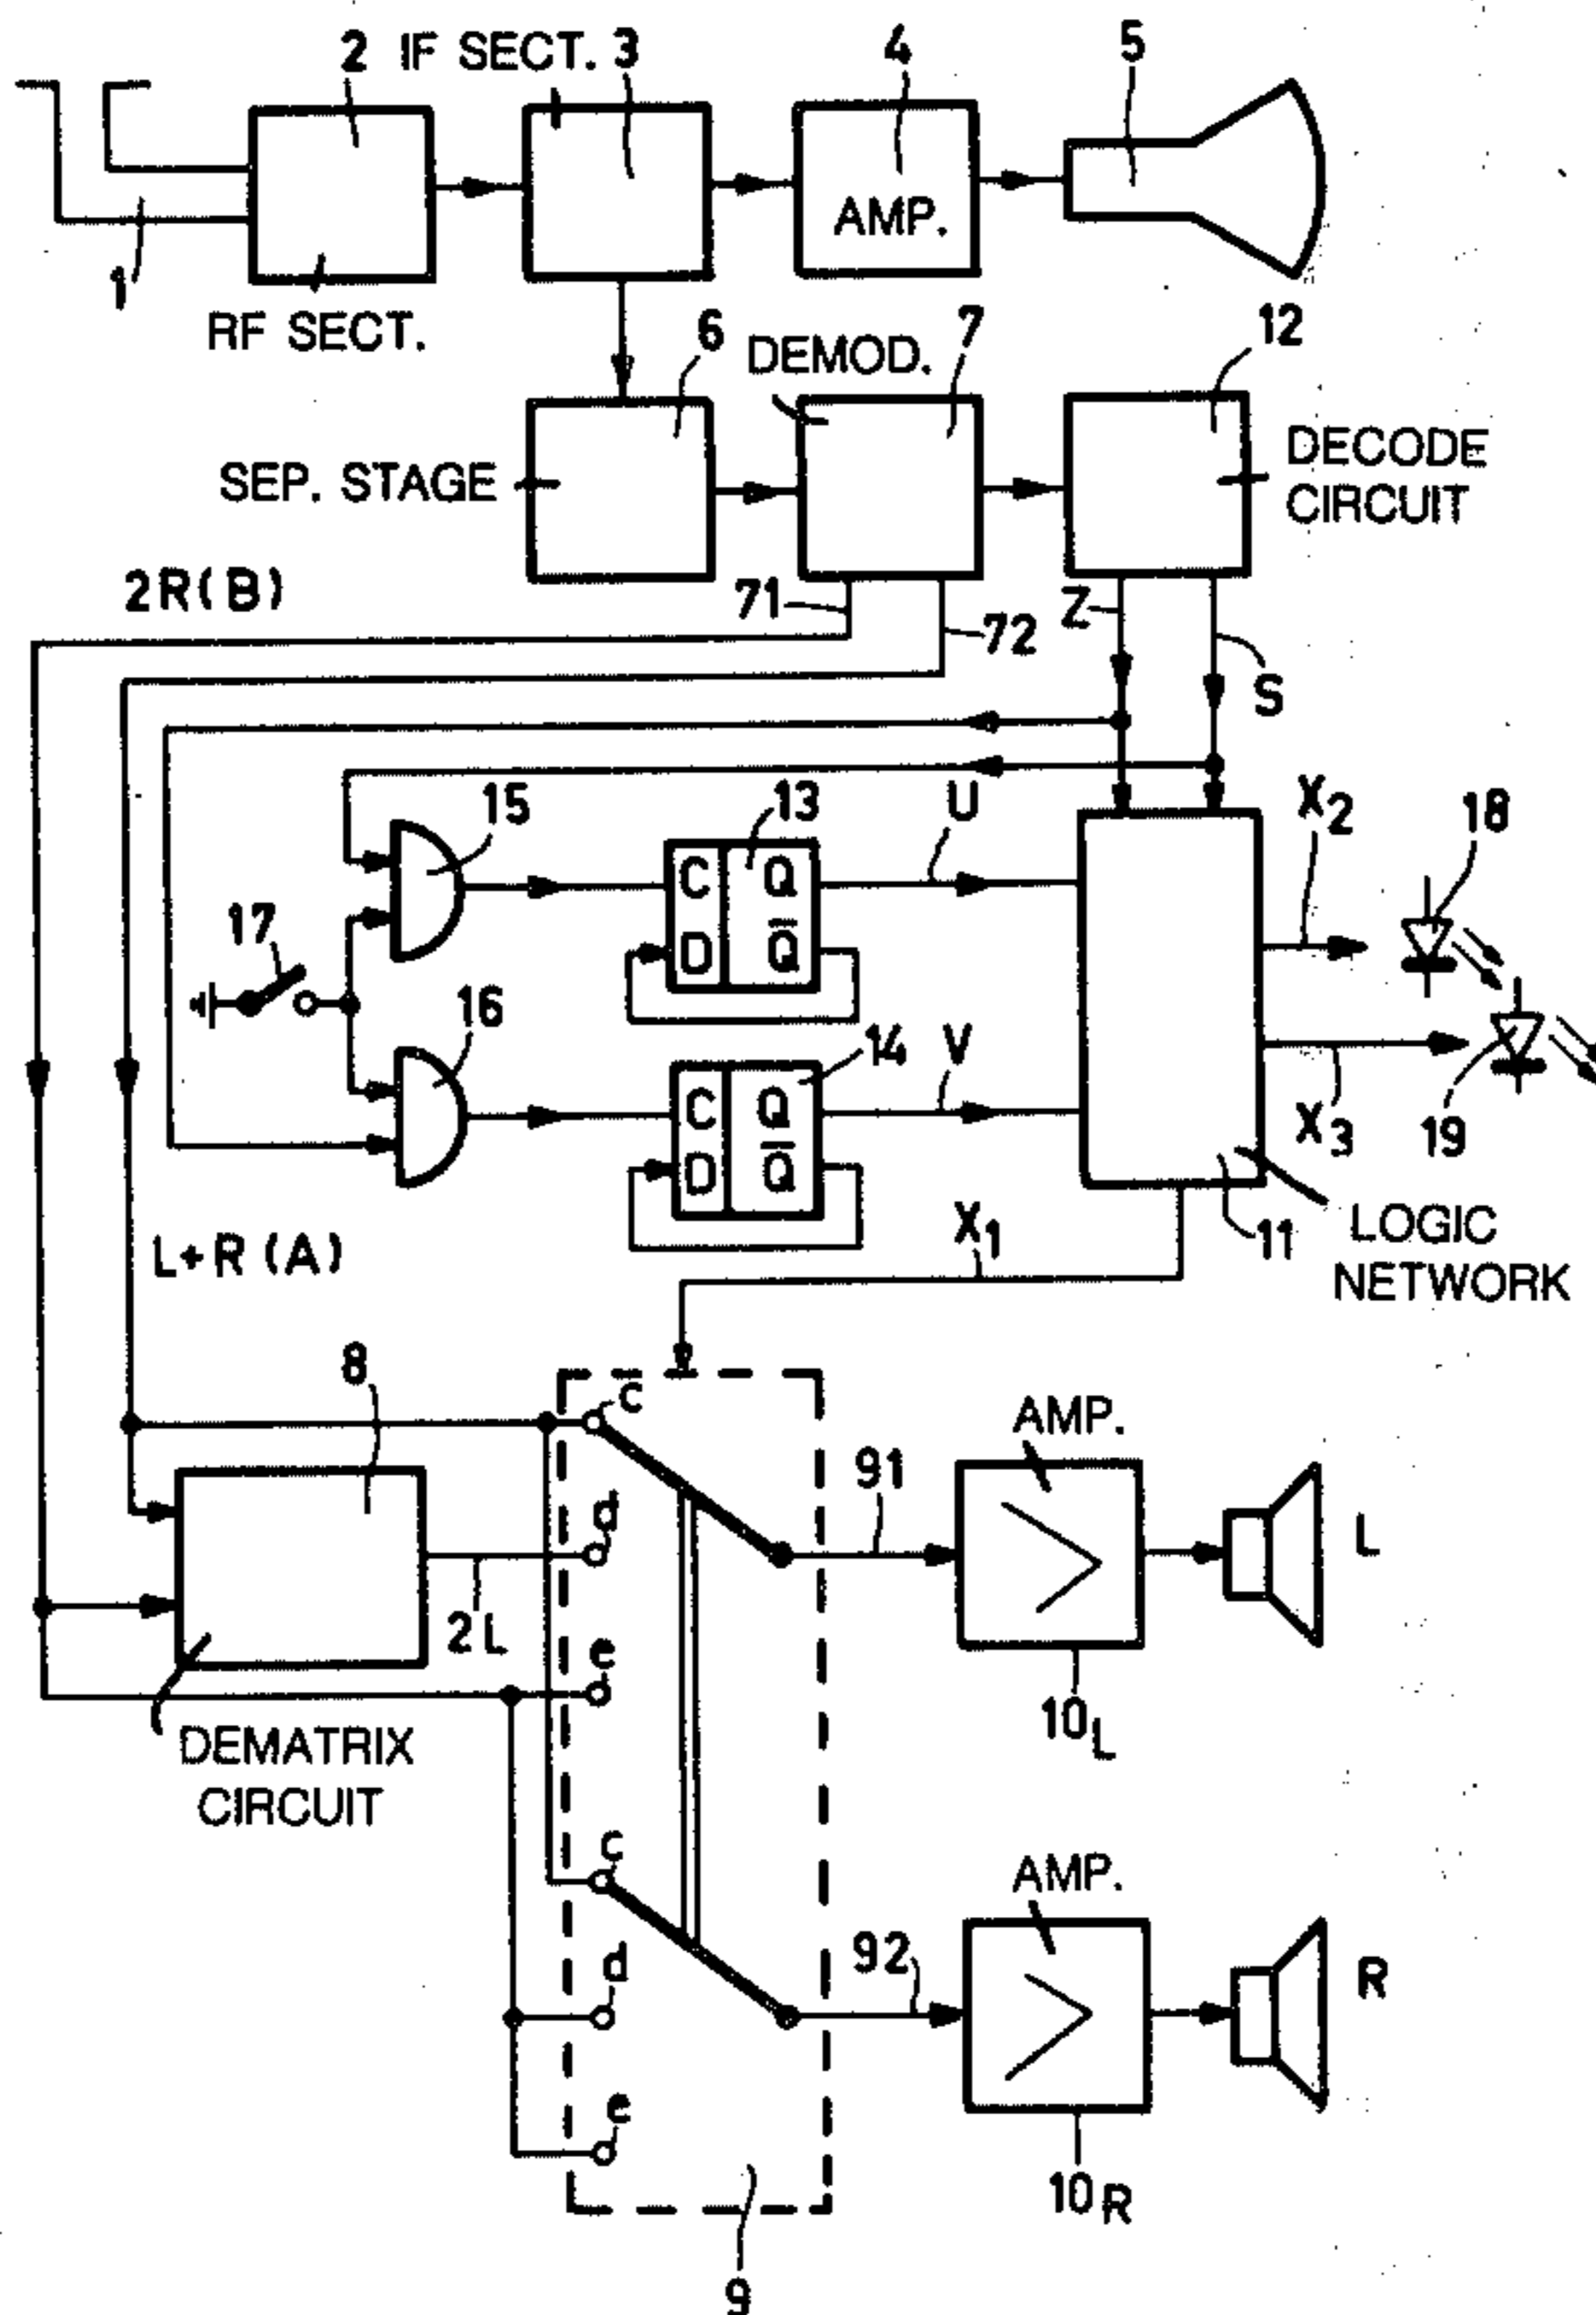 2 IF SECT. 3 4 5
1
RF SECT.
6 DEMOD. 7 12
SEP. STAGE
DECODE
CIRCUIT
2R(B)
71 72 Z S
15 13 U X2 18
C Q
D Q̅
17
16 14 V
C Q
D Q̅
X3 19
L+R (A)
X1 11
LOGIC
NETWORK
8 c
AMP.
91
d
L
2L
e
10L
DEMATRIX
CIRCUIT
c
AMP.
92
d
R
e
10R
9
AMP.